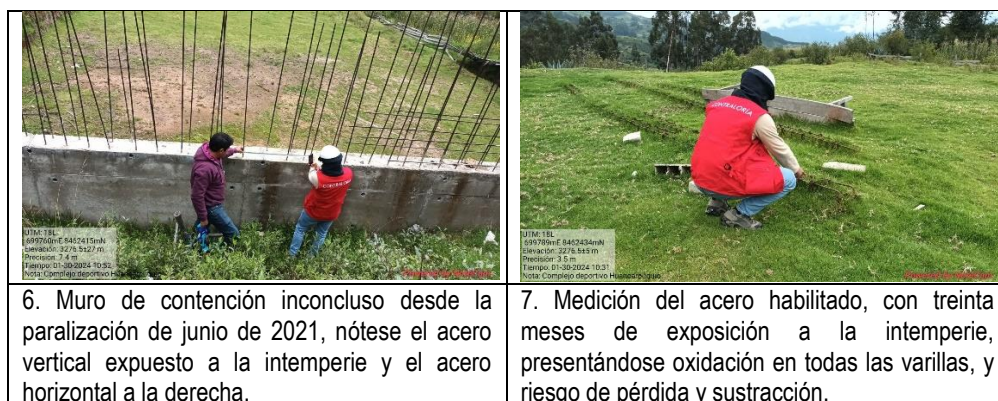 CONTRALORÍA
UTM: 18L
699760mE 8462415mN
Elevación: 3276.5±27 m
Precisión: 7.4 m
Tiempo: 01-30-2024 10:52
Nota: Complejo deportivo
UTM: 18L
699789mE 8462434mN
Elevación: 3276.5±5 m
Precisión: 3.5 m
Tiempo: 01-30-2024 10:31
Nota: Complejo deportivo
6. Muro de contención inconcluso desde la
paralización de junio de 2021, nótese el acero
vertical expuesto a la intemperie y el acero
horizontal a la derecha.
7. Medición del acero habilitado, con treinta
meses de exposición a la intemperie,
presentándose oxidación en todas las varillas, y
riesgo de pérdida y sustracción.